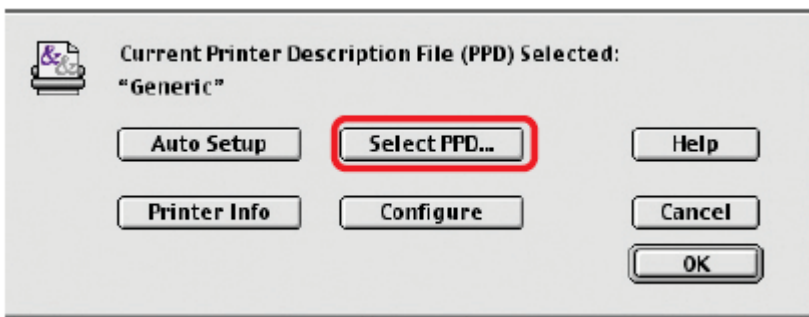 Current Printer Description File (PPD) Selected:
“Generic”
Auto Setup
Select PPD...
Help
Printer Info
Configure
Cancel
OK